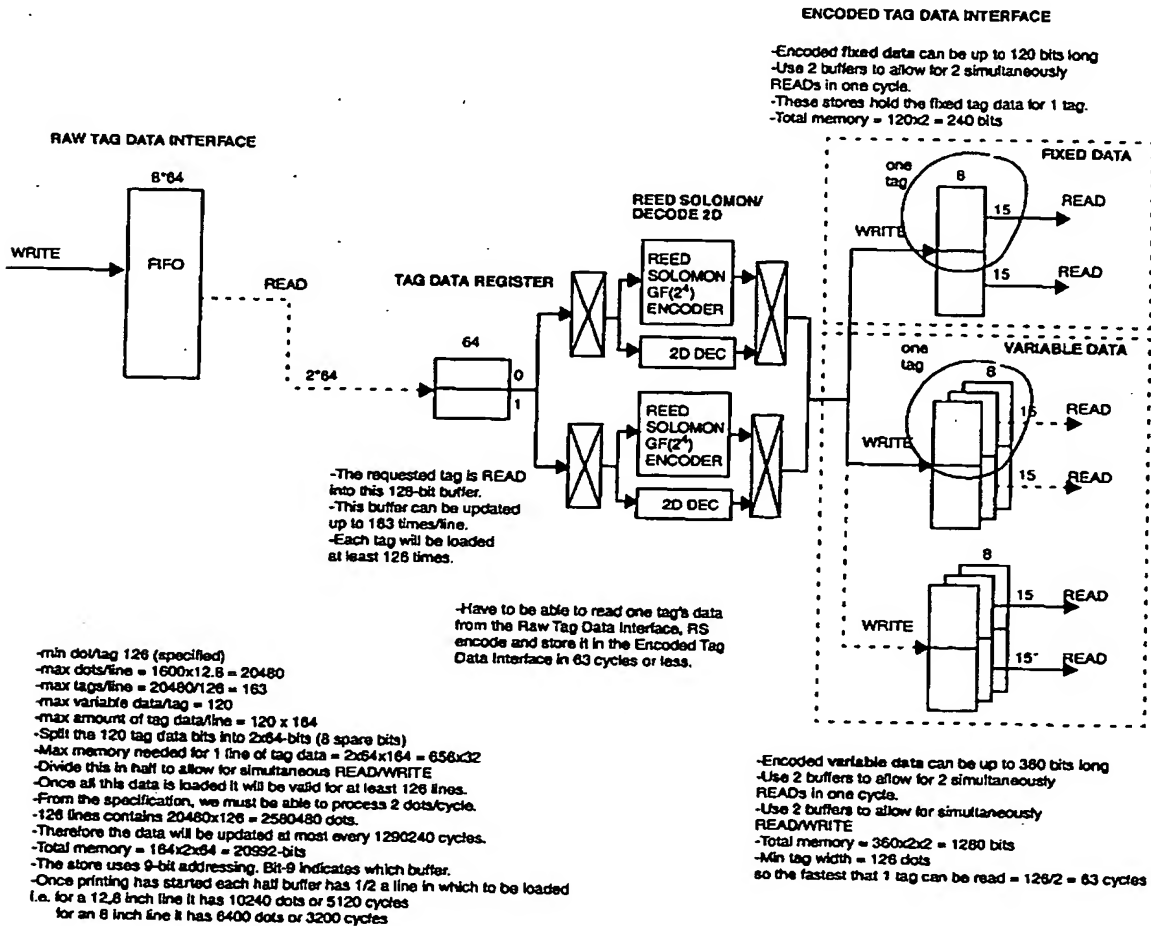 ENCODED TAG DATA INTERFACE
-Encoded fixed data can be up to 120 bits long
-Use 2 buffers to allow for 2 simultaneously
READs in one cycle.
-These stores hold the fixed tag data for 1 tag.
-Total memory = 120x2 = 240 bits
RAW TAG DATA INTERFACE
8*64
WRITE
FIFO
READ
2*64
TAG DATA REGISTER
64
0
1
-The requested tag is READ
into this 128-bit buffer.
-This buffer can be updated
up to 163 times/line.
-Each tag will be loaded
at least 126 times.
REED SOLOMON/
DECODE 2D
REED
SOLOMON
GF(2⁴)
ENCODER
2D DEC
REED
SOLOMON
GF(2⁴)
ENCODER
2D DEC
-Have to be able to read one tag's data
from the Raw Tag Data Interface, RS
encode and store it in the Encoded Tag
Data Interface in 63 cycles or less.
FIXED DATA
one
tag
8
WRITE
15
READ
15
READ
VARIABLE DATA
one
tag
8
WRITE
15
READ
15
READ
8
WRITE
15
READ
15
READ
-min dot/tag 126 (specified)
-max dots/line = 1600x12.8 = 20480
-max tags/line = 20480/126 = 163
-max variable data/tag = 120
-max amount of tag data/line = 120 x 164
-Split the 120 tag data bits into 2x64-bits (8 spare bits)
-Max memory needed for 1 line of tag data = 2x64x164 = 656x32
-Divide this in half to allow for simultaneous READ/WRITE
-Once all this data is loaded it will be valid for at least 126 lines.
-From the specification, we must be able to process 2 dots/cycle.
-126 lines contains 20480x126 = 2580480 dots.
-Therefore the data will be updated at most every 1290240 cycles.
-Total memory = 164x2x64 = 20992-bits
-The store uses 9-bit addressing. Bit-9 indicates which buffer.
-Once printing has started each half buffer has 1/2 a line in which to be loaded
i.e. for a 12.8 inch line it has 10240 dots or 5120 cycles
for an 8 inch line it has 6400 dots or 3200 cycles
-Encoded variable data can be up to 360 bits long
-Use 2 buffers to allow for 2 simultaneously
READs in one cycle.
-Use 2 buffers to allow for simultaneously
READ/WRITE
-Total memory = 360x2x2 = 1280 bits
-Min tag width = 126 dots
so the fastest that 1 tag can be read = 126/2 = 63 cycles